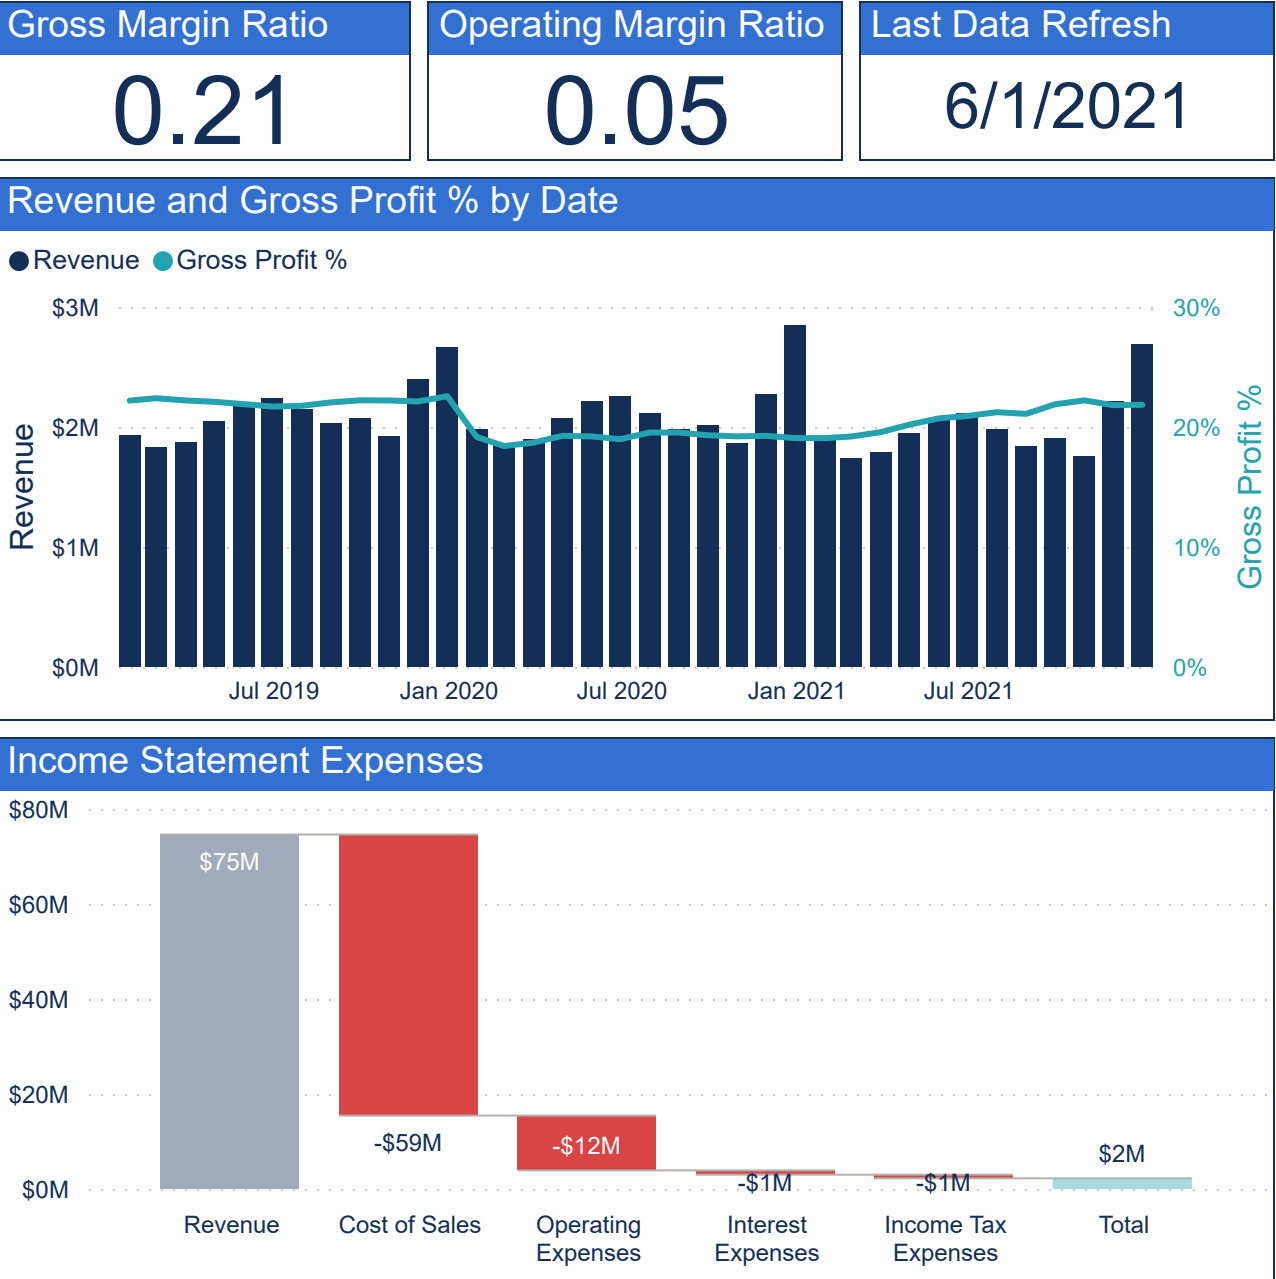 Gross Margin Ratio
0.21
Operating Margin Ratio
0.05
Last Data Refresh
6/1/2021
Revenue and Gross Profit % by Date
Revenue Gross Profit %
$3M
$2M
$1M
$0M
Revenue
30%
20%
10%
0%
Gross Profit %
Jul 2019 Jan 2020 Jul 2020 Jan 2021 Jul 2021
Income Statement Expenses
$80M
$60M
$40M
$20M
$0M
$75M
-$59M
-$12M
-$1M
-$1M
$2M
Revenue
Cost of Sales
Operating
Expenses
Interest
Expenses
Income Tax
Expenses
Total